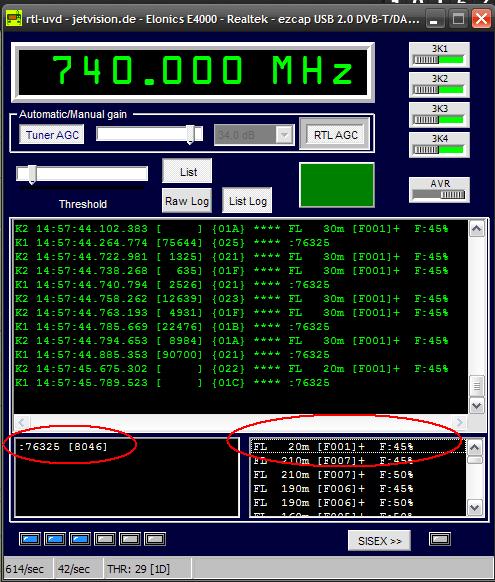 rtl-uvd - jetvision.de - Elonics E4000 - Realtek - ezcap USB 2.0 DVB-T/DA...
740.000 MHz
3K1
3K2
3K3
3K4
Automatic/Manual gain
Tuner AGC
34.0 dB
RTL AGC
AVR
List
Threshold
Raw Log
List Log
K2 14:57:44.102.383 [      ] {01A} **** FL   30m [F001]+  F:45%
K1 14:57:44.264.774 [75644] {025} **** :76325
K2 14:57:44.722.981 [ 1325] {021} **** FL   30m [F001]+  F:45%
K2 14:57:44.738.268 [  635] {01F} **** FL   30m [F001]+  F:45%
K1 14:57:44.740.794 [ 2526] {021} **** :76325
K2 14:57:44.758.262 [12639] {023} **** FL   30m [F001]+  F:45%
K2 14:57:44.763.193 [ 4931] {01F} **** FL   30m [F001]+  F:45%
K1 14:57:44.785.669 [22476] {01B} **** :76325
K2 14:57:44.794.653 [ 8984] {01A} **** FL   30m [F001]+  F:45%
K1 14:57:44.885.353 [90700] {021} **** :76325
K2 14:57:45.675.302 [      ] {022} **** FL   20m [F001]+  F:45%
K1 14:57:45.789.523 [      ] {01C} **** :76325
:76325 [8046]
FL   20m [F001]+  F:45%
FL  210m [F007]+  F:45%
FL  210m [F007]+  F:50%
FL  190m [F006]+  F:45%
FL  190m [F006]+  F:50%
SISEX >>
614/sec
42/sec
THR: 29 [1D]